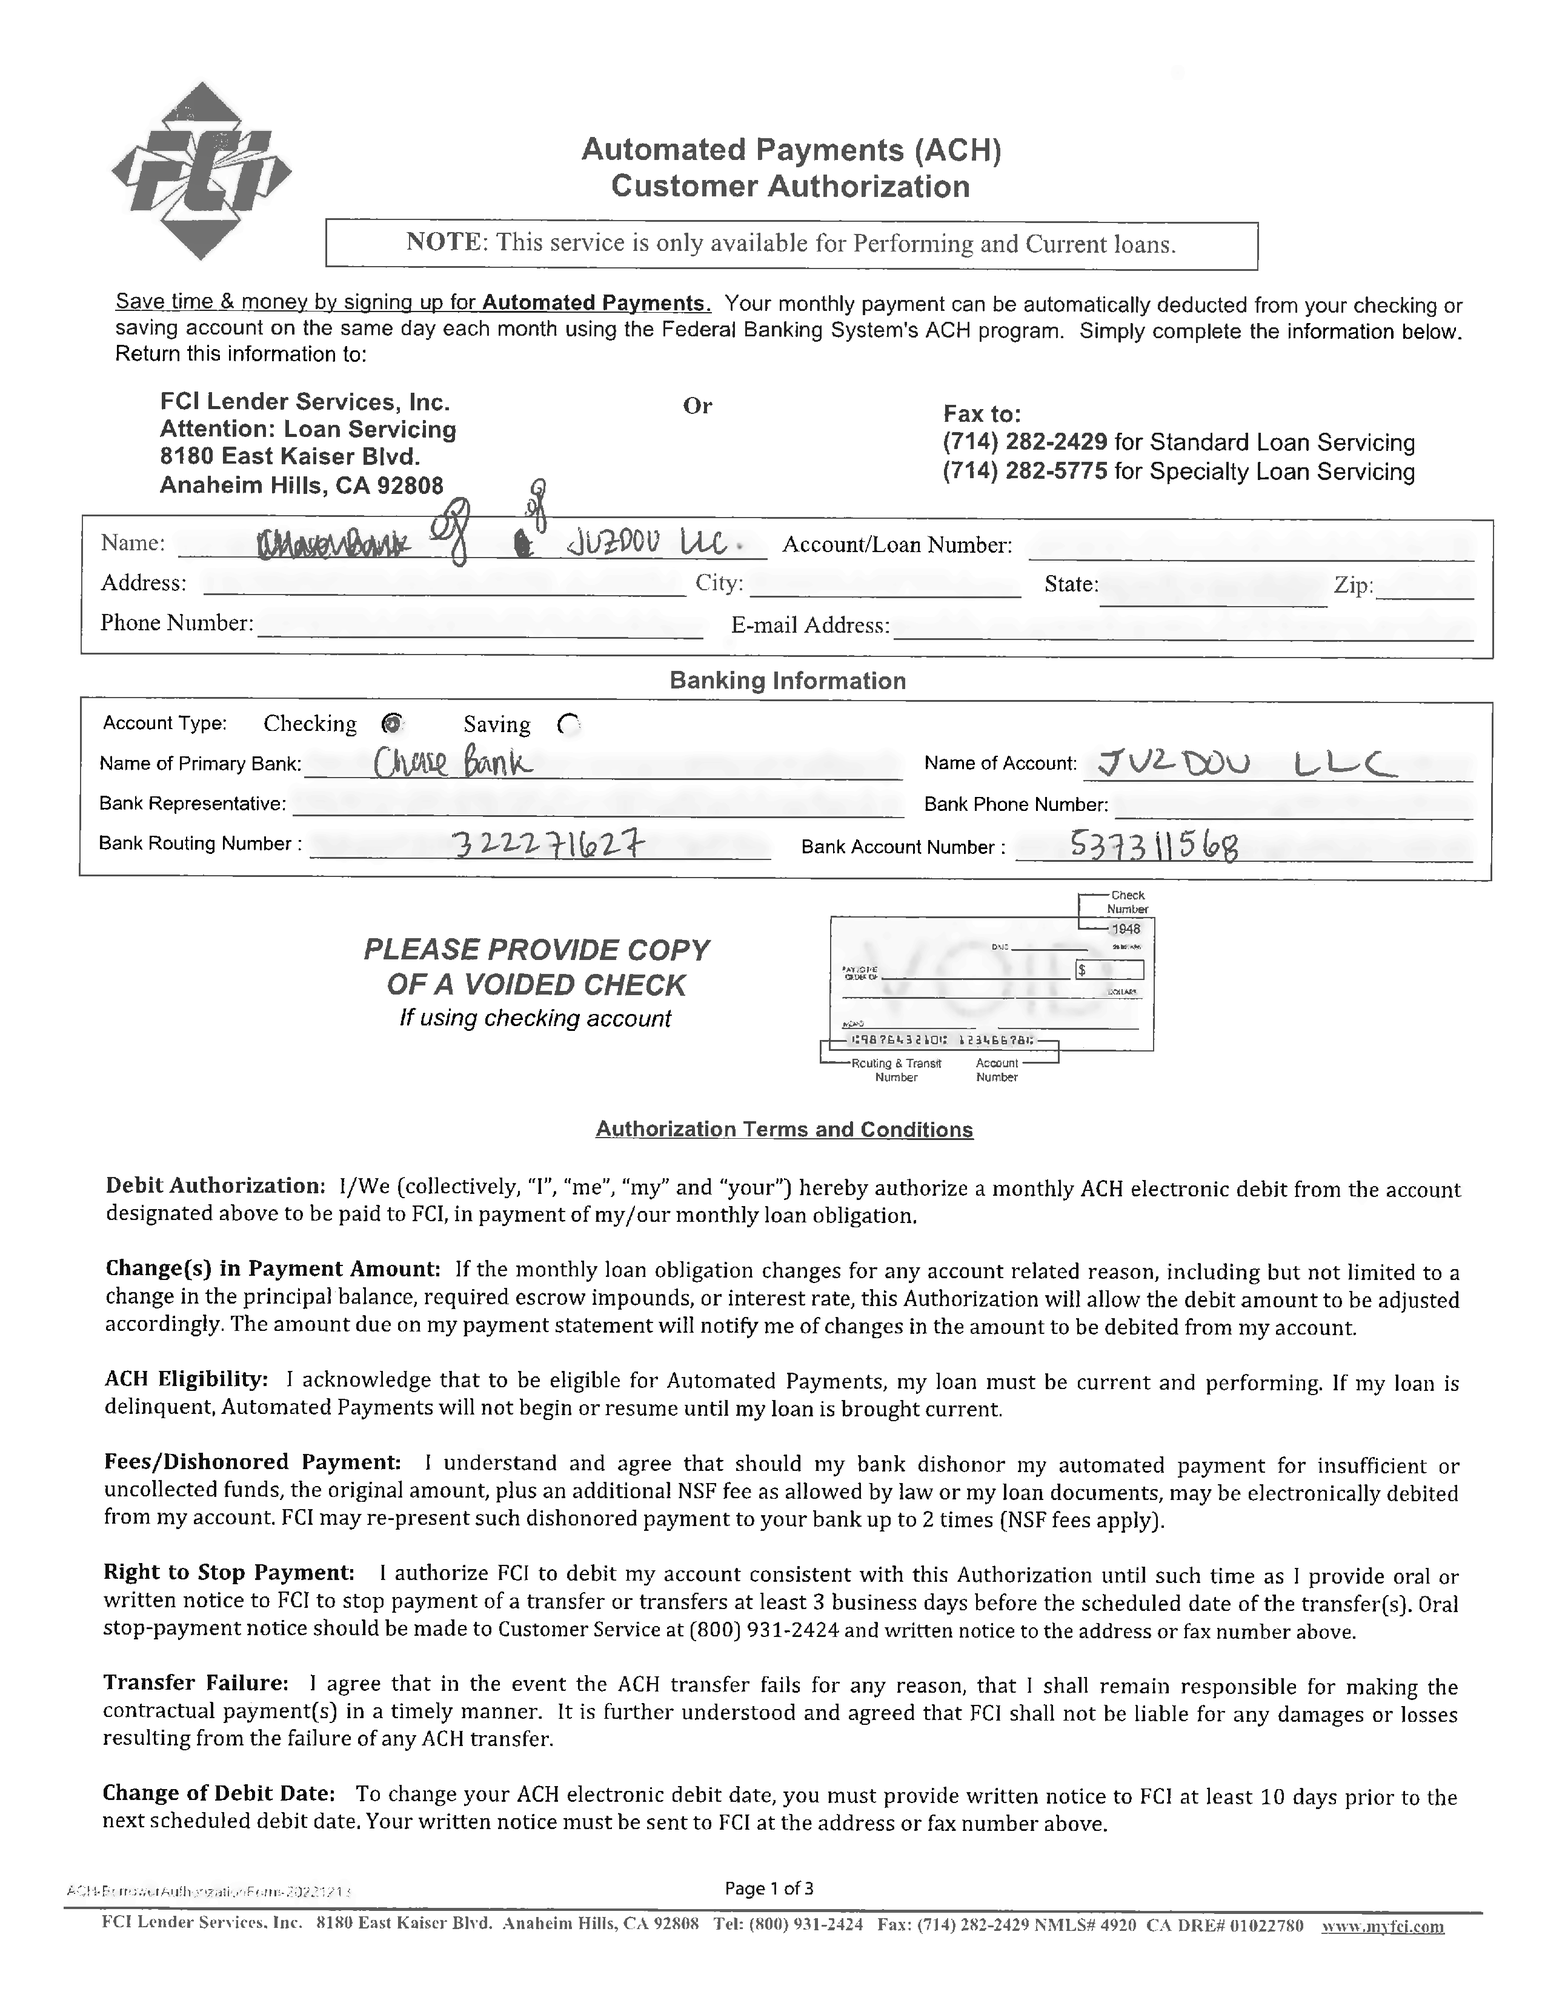 FCI
Automated Payments (ACH)
Customer Authorization
NOTE: This service is only available for Performing and Current loans.
Save time & money by signing up for Automated Payments. Your monthly payment can be automatically deducted from your checking or
saving account on the same day each month using the Federal Banking System's ACH program. Simply complete the information below.
Return this information to:
FCI Lender Services, Inc.
Attention: Loan Servicing
8180 East Kaiser Blvd.
Anaheim Hills, CA 92808
Or
Fax to:
(714) 282-2429 for Standard Loan Servicing
(714) 282-5775 for Specialty Loan Servicing
Name: Chase Bank JUZDOU LLC. Account/Loan Number:
Address: City: State: Zip:
Phone Number: E-mail Address:
Banking Information
Account Type: Checking Saving
Name of Primary Bank: Chase Bank Name of Account: JUZDOU LLC
Bank Representative: Bank Phone Number:
Bank Routing Number : 322271627 Bank Account Number : 537311568
PLEASE PROVIDE COPY
OF A VOIDED CHECK
If using checking account
Check
Number
1948
VOID
DATE
PAY TO THE
ORDER OF
$
DOLLARS
MEMO
Routing & Transit
Number
Account
Number
Authorization Terms and Conditions
Debit Authorization: I/We (collectively, “I”, “me”, “my” and “your”) hereby authorize a monthly ACH electronic debit from the account
designated above to be paid to FCI, in payment of my/our monthly loan obligation.
Change(s) in Payment Amount: If the monthly loan obligation changes for any account related reason, including but not limited to a
change in the principal balance, required escrow impounds, or interest rate, this Authorization will allow the debit amount to be adjusted
accordingly. The amount due on my payment statement will notify me of changes in the amount to be debited from my account.
ACH Eligibility: I acknowledge that to be eligible for Automated Payments, my loan must be current and performing. If my loan is
delinquent, Automated Payments will not begin or resume until my loan is brought current.
Fees/Dishonored Payment: I understand and agree that should my bank dishonor my automated payment for insufficient or
uncollected funds, the original amount, plus an additional NSF fee as allowed by law or my loan documents, may be electronically debited
from my account. FCI may re-present such dishonored payment to your bank up to 2 times (NSF fees apply).
Right to Stop Payment: I authorize FCI to debit my account consistent with this Authorization until such time as I provide oral or
written notice to FCI to stop payment of a transfer or transfers at least 3 business days before the scheduled date of the transfer(s). Oral
stop-payment notice should be made to Customer Service at (800) 931-2424 and written notice to the address or fax number above.
Transfer Failure: I agree that in the event the ACH transfer fails for any reason, that I shall remain responsible for making the
contractual payment(s) in a timely manner. It is further understood and agreed that FCI shall not be liable for any damages or losses
resulting from the failure of any ACH transfer.
Change of Debit Date: To change your ACH electronic debit date, you must provide written notice to FCI at least 10 days prior to the
next scheduled debit date. Your written notice must be sent to FCI at the address or fax number above.
Page 1 of 3
FCI Lender Services, Inc. 8180 East Kaiser Blvd. Anaheim Hills, CA 92808 Tel: (800) 931-2424 Fax: (714) 282-2429 NMLS# 4920 CA DRE# 01022780 www.myfci.com